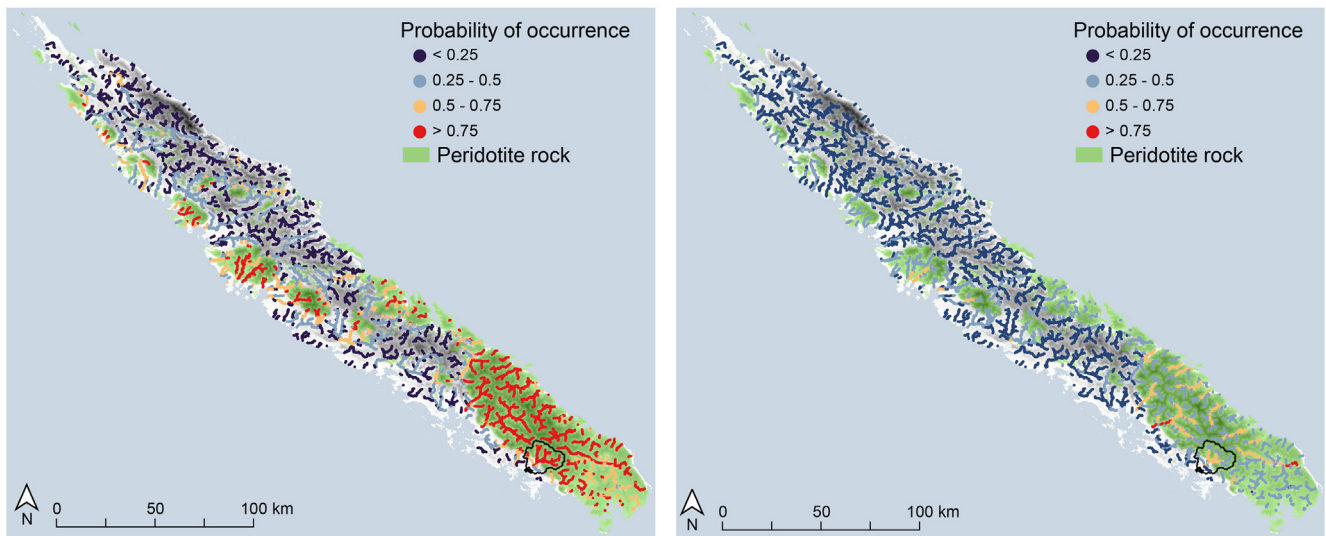 Probability of occurrence
< 0.25
0.25 - 0.5
0.5 - 0.75
> 0.75
Peridotite rock
N
0 50 100 km
Probability of occurrence
< 0.25
0.25 - 0.5
0.5 - 0.75
> 0.75
Peridotite rock
N
0 50 100 km